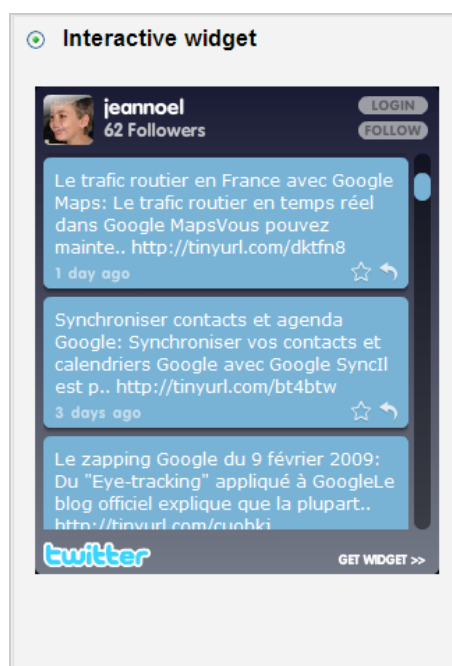 Interactive widget
jeannoel
62 Followers
LOGIN
FOLLOW
Le trafic routier en France avec Google
Maps: Le trafic routier en temps réel
dans Google MapsVous pouvez
mainte.. http://tinyurl.com/dktfn8
1 day ago
Synchroniser contacts et agenda
Google: Synchroniser vos contacts et
calendriers Google avec Google SyncIl
est p.. http://tinyurl.com/bt4btw
3 days ago
Le zapping Google du 9 février 2009:
Du "Eye-tracking" appliqué à GoogleLe
blog officiel explique que la plupart..
http://tinyurl.com/cuobkj
twitter
GET WIDGET >>